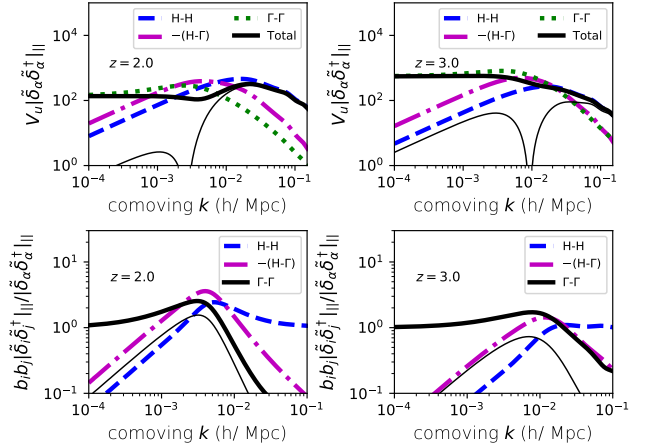 H-H
Γ-Γ
−(H-Γ)
Total
z = 2.0
V_u|δ̃_α δ̃_α^†|_||
10^4
10^2
10^0
10^−4
10^−3
10^−2
10^−1
comoving k (h/ Mpc)
H-H
Γ-Γ
−(H-Γ)
Total
z = 3.0
V_u|δ̃_α δ̃_α^†|_||
10^4
10^2
10^0
10^−4
10^−3
10^−2
10^−1
comoving k (h/ Mpc)
H-H
−(H-Γ)
Γ-Γ
z = 2.0
b_i b_j|δ̃_i δ̃_j^†|_||/|δ̃_α δ̃_α^†|_||
10^1
10^0
10^−1
10^−4
10^−3
10^−2
10^−1
comoving k (h/ Mpc)
H-H
−(H-Γ)
Γ-Γ
z = 3.0
b_i b_j|δ̃_i δ̃_j^†|_||/|δ̃_α δ̃_α^†|_||
10^1
10^0
10^−1
10^−4
10^−3
10^−2
10^−1
comoving k (h/ Mpc)